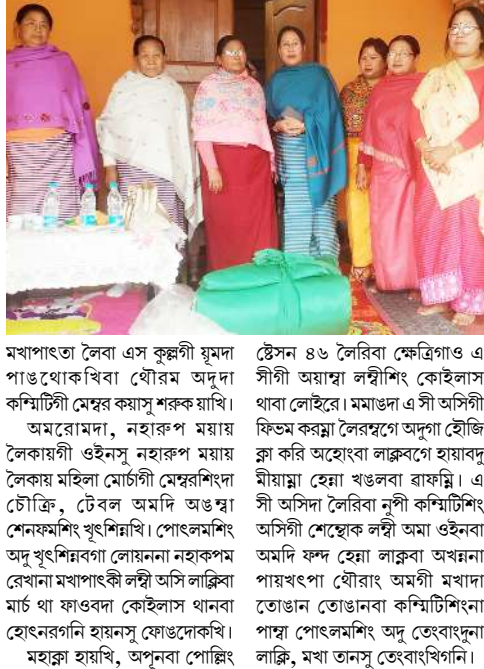 মখাপাৎতা লৈবা এস কুল্লগী য়ূমদা
পাঙথোকখিবা থৌরম অদুদা
কম্মিটিগী মেম্বর কয়াসু শরুক য়াখি।
অমরোমদা, নহারুপ ময়ায়
লৈকায়গী ওইনসু নহারুপ ময়ায়
লৈকায় মহিলা মোর্চাগী মেম্বরশিংদা
চৌক্রি, টেবল অমদি অঙম্বা
শেনফমশিং খুৎশিন্নখি। পোৎলমশিং
অদু খুৎশিন্নবগা লোয়ননা নহাকপম
রেখানা মখাপাৎকী লম্বী অসি লাক্লিবা
মার্চ থা ফাওবদা কোইলাস থানবা
হোৎনরগনি হায়নসু ফোঙদোকখি।
মহাক্না হায়খি, অপুনবা পোল্লিং
ষ্টেসন ৪৬ লৈরিবা ক্ষেত্রিগাও এ
সীগী অয়াম্বা লম্বীশিং কোইলাস
থাবা লোইরে। মমাঙদা এ সী অসিগী
ফিভম করম্না লৈরম্বগে অদুগা হৌজি
ক্না করি অহোংবা লাক্লবগে হায়াবদু
মীয়াম্না হেন্না খঙলবা ৱাফম্নি। এ
সী অসিদা লৈরিবা নুপী কম্মিটিশিং
অসিগী শেন্থোক লম্বী অমা ওইনবা
অমদি ফন্দ হেন্না লাক্নবা অখন্ননা
পায়খৎপা থৌরাং অমগী মখাদা
তোঙান তোঙানবা কম্মিটিশিংনা
পাম্বা পোৎলমশিং অদু তেংবাংদুনা
লাক্লি, মখা তানসু তেংবাংখিগনি।